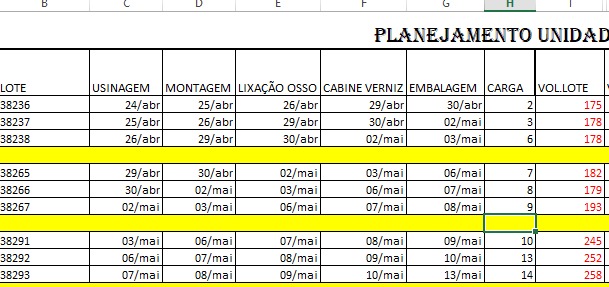 B C D E F G H I
PLANEJAMENTO UNIDAD
LOTE USINAGEM MONTAGEM LIXAÇÃO OSSO CABINE VERNIZ EMBALAGEM CARGA VOL.LOTE
38236 24/abr 25/abr 26/abr 29/abr 30/abr 2 175
38237 25/abr 26/abr 29/abr 30/abr 02/mai 3 178
38238 26/abr 29/abr 30/abr 02/mai 03/mai 6 178
38265 29/abr 30/abr 02/mai 03/mai 06/mai 7 182
38266 30/abr 02/mai 03/mai 06/mai 07/mai 8 179
38267 02/mai 03/mai 06/mai 07/mai 08/mai 9 193
38291 03/mai 06/mai 07/mai 08/mai 09/mai 10 245
38292 06/mai 07/mai 08/mai 09/mai 10/mai 13 252
38293 07/mai 08/mai 09/mai 10/mai 13/mai 14 258